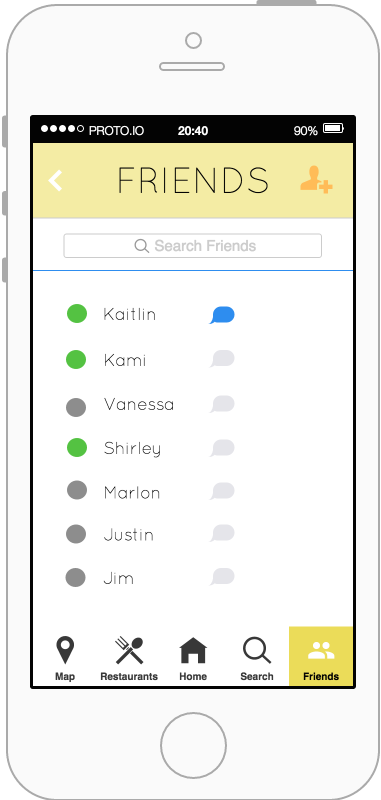 PROTO.IO 20:40 90%
FRIENDS
Search Friends
Kaitlin
Kami
Vanessa
Shirley
Marlon
Justin
Jim
Map Restaurants Home Search Friends